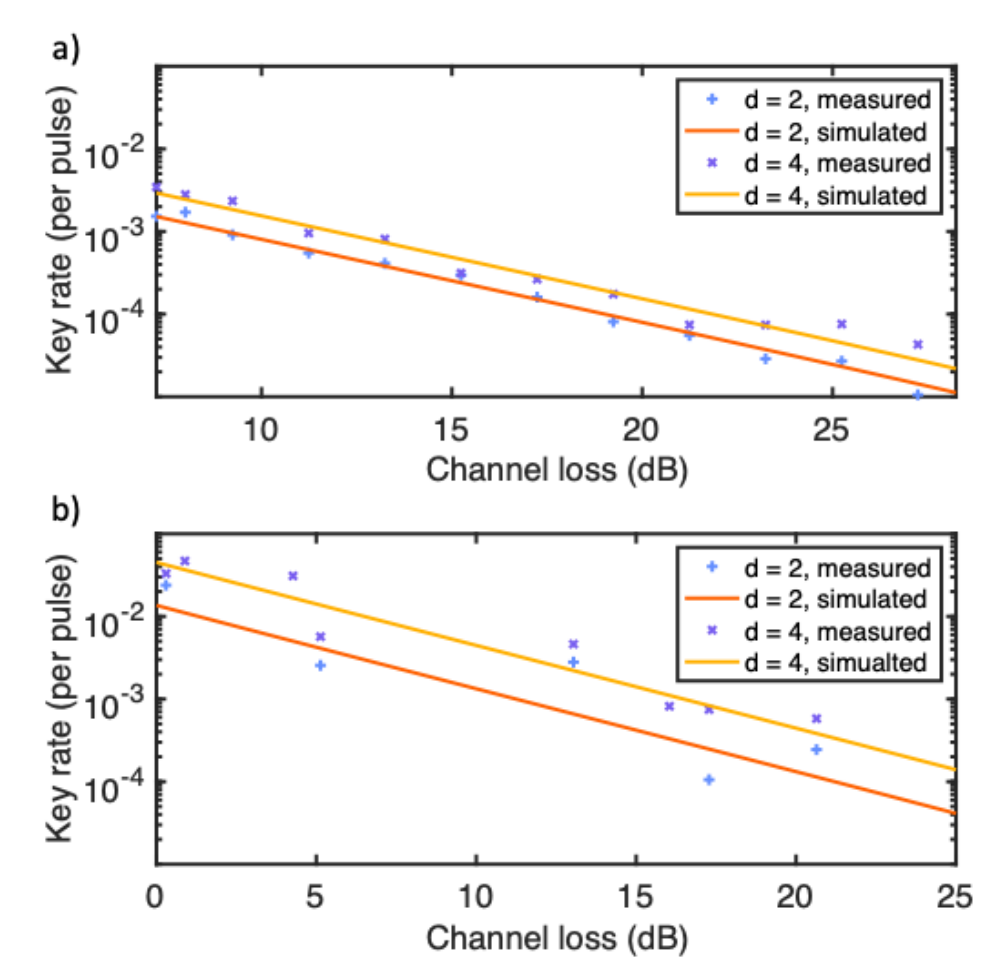 a)
Key rate (per pulse)
10-2
10-3
10-4
d = 2, measured
d = 2, simulated
d = 4, measured
d = 4, simulated
10 15 20 25
Channel loss (dB)
b)
Key rate (per pulse)
10-2
10-3
10-4
d = 2, measured
d = 2, simulated
d = 4, measured
d = 4, simualted
0 5 10 15 20 25
Channel loss (dB)